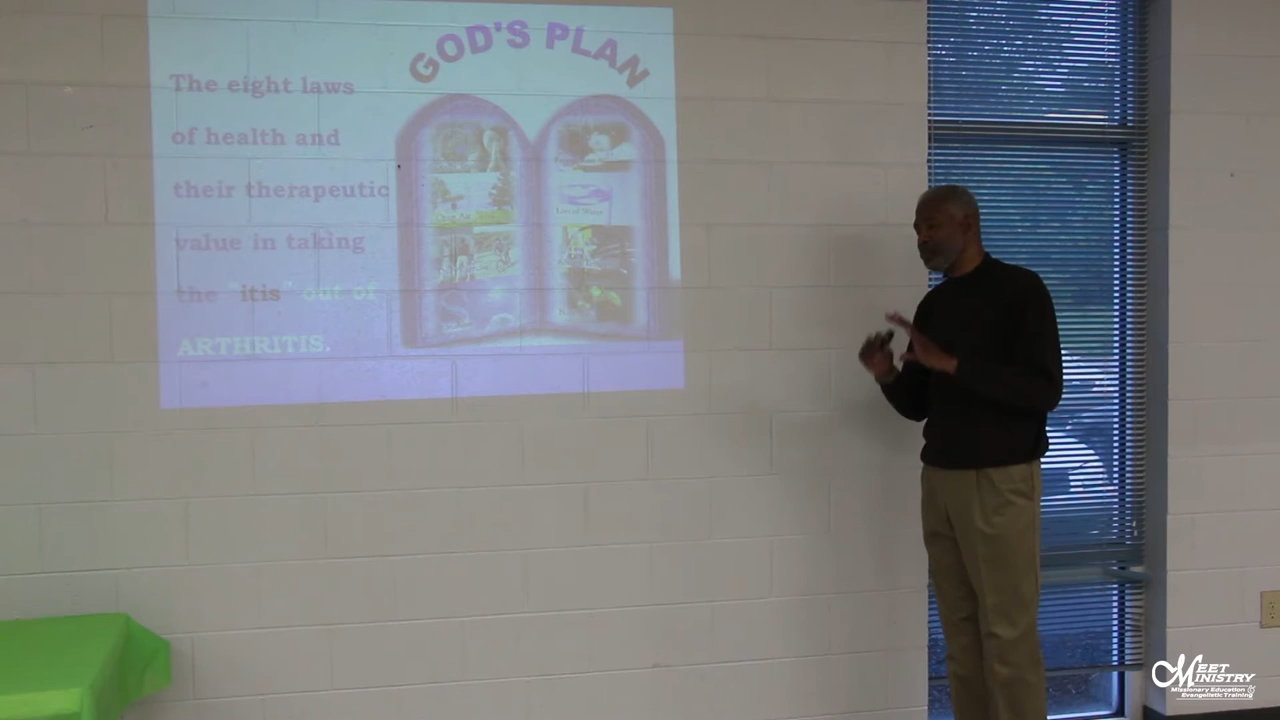 GOD'S PLAN
The eight laws
of health and
their therapeutic
value in taking
the "itis" out of
ARTHRITIS.
MEET
MINISTRY
Missionary Education &
Evangelistic Training